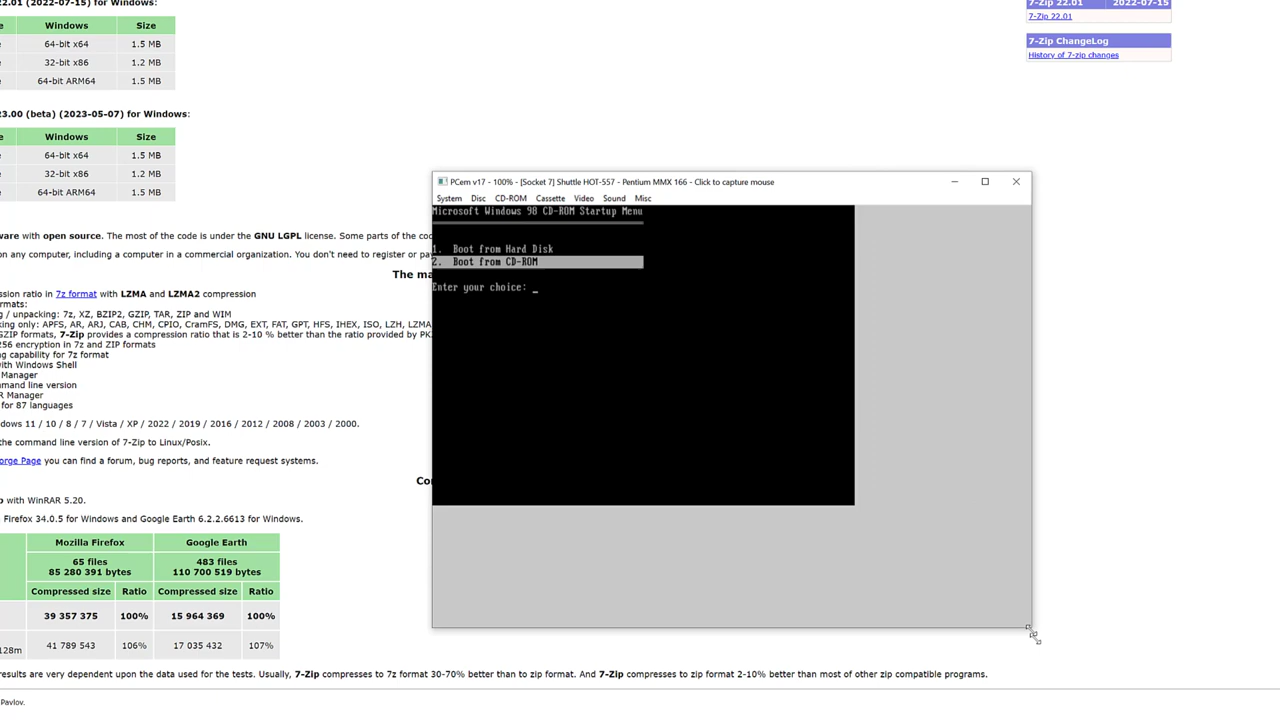 22.01 (2022-07-15) for Windows:
Windows Size
64-bit x64 1.5 MB
32-bit x86 1.2 MB
64-bit ARM64 1.5 MB
23.00 (beta) (2023-05-07) for Windows:
Windows Size
64-bit x64 1.5 MB
32-bit x86 1.2 MB
64-bit ARM64 1.5 MB
7-Zip 22.01 2022-07-15
7-Zip 22.01
7-Zip ChangeLog
History of 7-zip changes
ware with open source. The most of the code is under the GNU LGPL license. Some parts of the co
on any computer, including a computer in a commercial organization. You don't need to register or pa
The ma
ssion ratio in 7z format with LZMA and LZMA2 compression
ormats:
g / unpacking: 7z, XZ, BZIP2, GZIP, TAR, ZIP and WIM
king only: APFS, AR, ARJ, CAB, CHM, CPIO, CramFS, DMG, EXT, FAT, GPT, HFS, IHEX, ISO, LZH, LZMA
GZIP formats, 7-Zip provides a compression ratio that is 2-10 % better than the ratio provided by PK
256 encryption in 7z and ZIP formats
ng capability for 7z format
with Windows Shell
Manager
mmand line version
R Manager
for 87 languages
dows 11 / 10 / 8 / 7 / Vista / XP / 2022 / 2019 / 2016 / 2012 / 2008 / 2003 / 2000.
the command line version of 7-Zip to Linux/Posix.
orge Page you can find a forum, bug reports, and feature request systems.
Co
p with WinRAR 5.20.
Firefox 34.0.5 for Windows and Google Earth 6.2.2.6613 for Windows.
Mozilla Firefox Google Earth
65 files 483 files
85 280 391 bytes 110 700 519 bytes
Compressed size Ratio Compressed size Ratio
39 357 375 100% 15 964 369 100%
128m 41 789 543 106% 17 035 432 107%
results are very dependent upon the data used for the tests. Usually, 7-Zip compresses to 7z format 30-70% better than to zip format. And 7-Zip compresses to zip format 2-10% better than most of other zip compatible programs.
Pavlov.
PCem v17 - 100% - [Socket 7] Shuttle HOT-557 - Pentium MMX 166 - Click to capture mouse
System Disc CD-ROM Cassette Video Sound Misc
Microsoft Windows 98 CD-ROM Startup Menu
1. Boot from Hard Disk
2. Boot from CD-ROM
Enter your choice: _